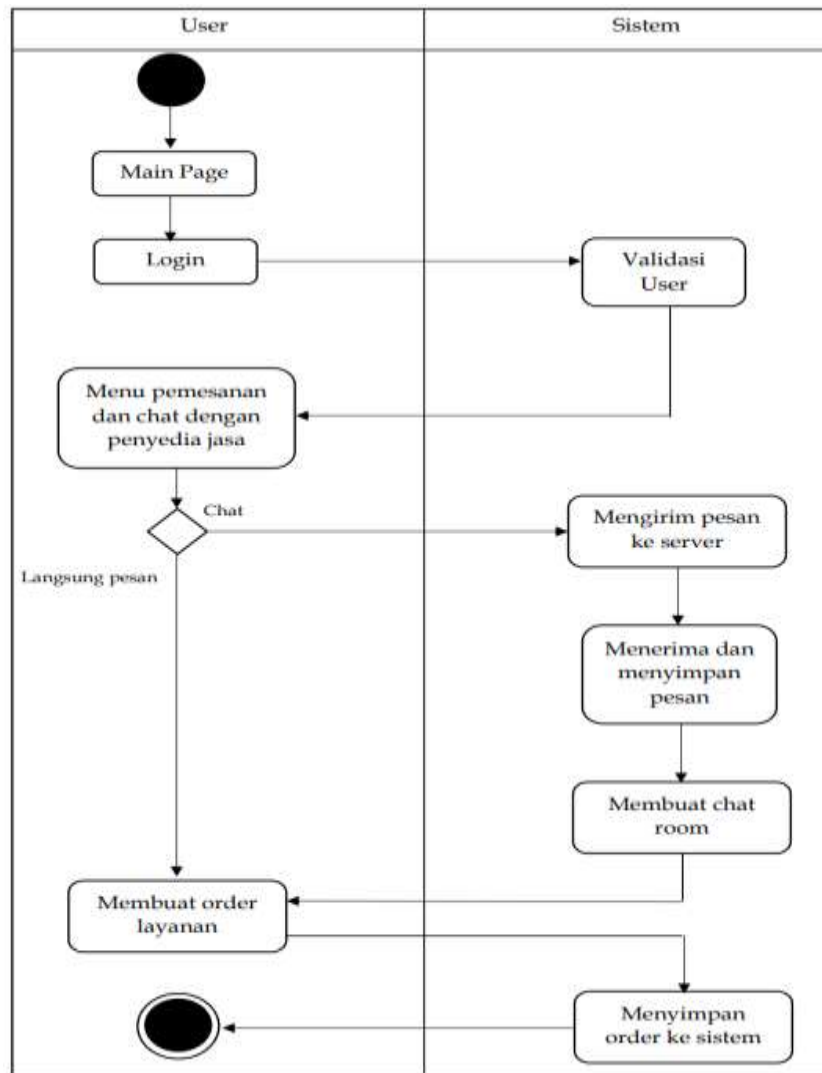 User
Sistem
Main Page
Login
Validasi
User
Menu pemesanan
dan chat dengan
penyedia jasa
Chat
Mengirim pesan
ke server
Langsung pesan
Menerima dan
menyimpan
pesan
Membuat chat
room
Membuat order
layanan
Menyimpan
order ke sistem